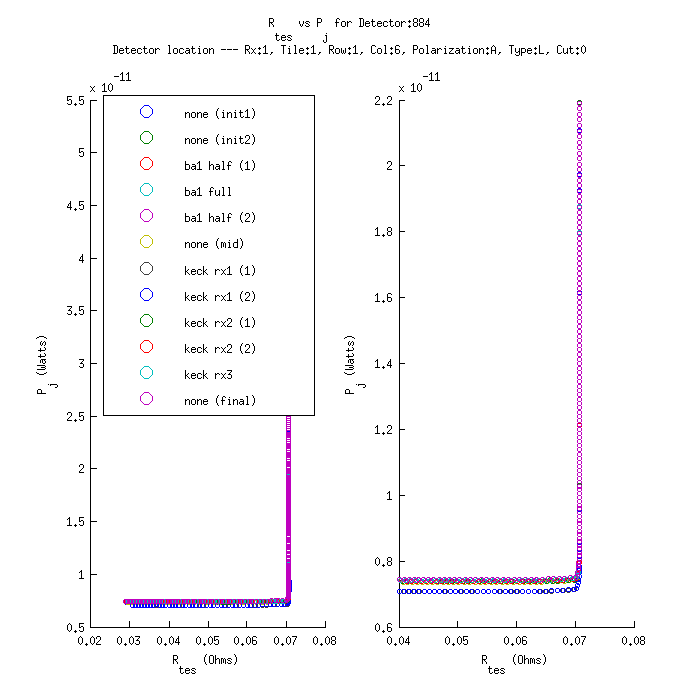 R tes vs P j for Detector:884
Detector location --- Rx:1, Tile:1, Row:1, Col:6, Polarization:A, Type:L, Cut:0
x 10 -11
5.5
5
4.5
4
3.5
3
2.5
2
1.5
1
0.5
P j (Watts)
none (init1)
none (init2)
ba1 half (1)
ba1 full
ba1 half (2)
none (mid)
keck rx1 (1)
keck rx1 (2)
keck rx2 (1)
keck rx2 (2)
keck rx3
none (final)
0.02 0.03 0.04 0.05 0.06 0.07 0.08
R tes (Ohms)
x 10 -11
2.2
2
1.8
1.6
1.4
1.2
1
0.8
0.6
P j (Watts)
0.04 0.05 0.06 0.07 0.08
R tes (Ohms)